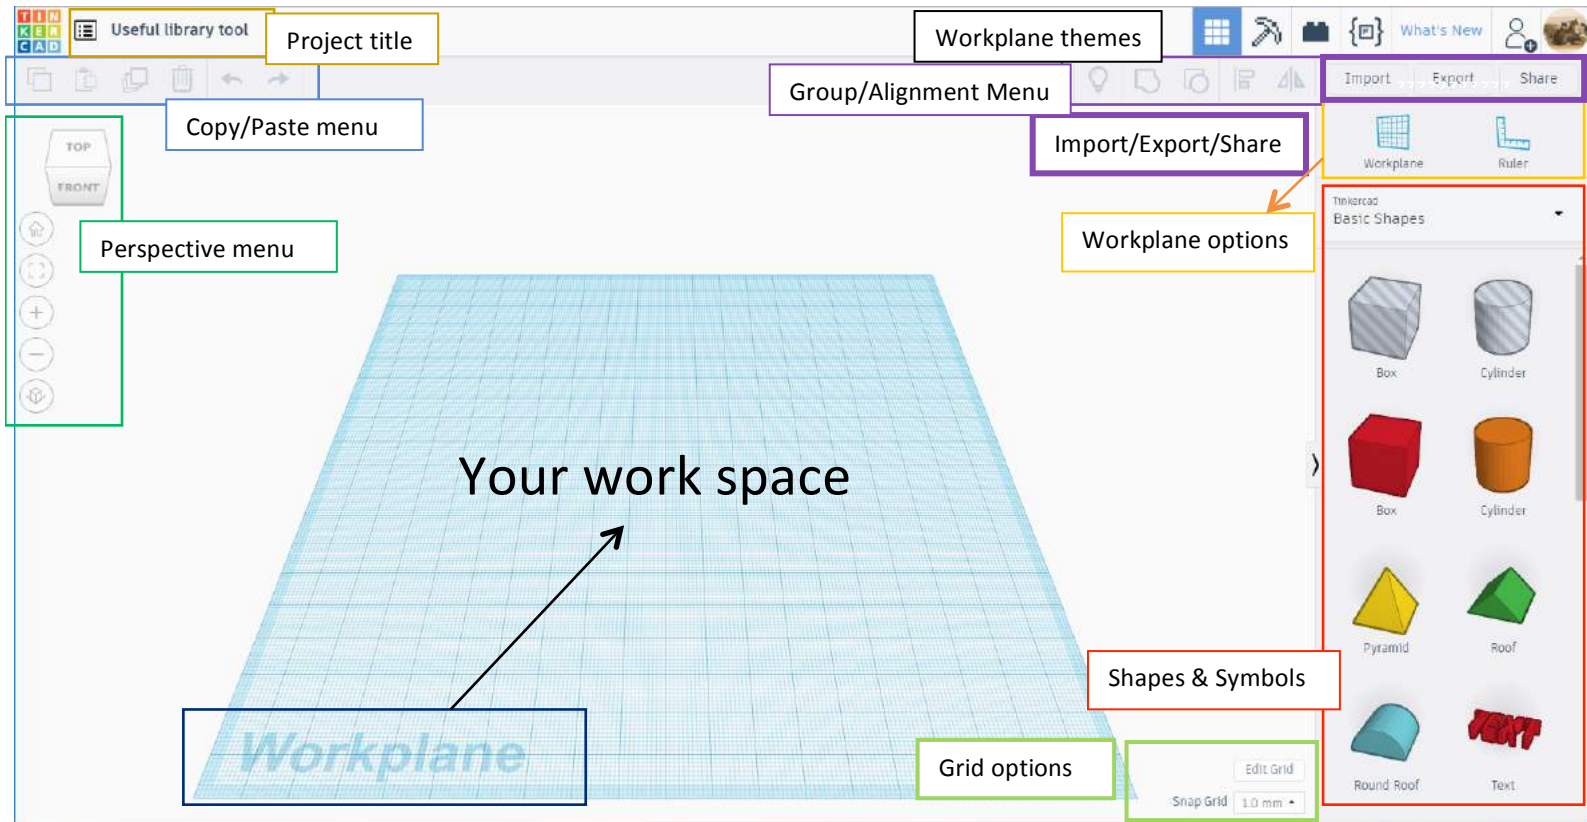 TIN
KER
CAD
Useful library tool
Project title
Workplane themes
What's New
Group/Alignment Menu
Import
Export
Share
Copy/Paste menu
Import/Export/Share
TOP
FRONT
Workplane
Ruler
Perspective menu
Workplane options
Tinkercad
Basic Shapes
Box
Cylinder
Your work space
Box
Cylinder
Pyramid
Roof
Shapes & Symbols
Workplane
TEXT
Grid options
Edit Grid
Snap Grid
1.0 mm
Round Roof
Text